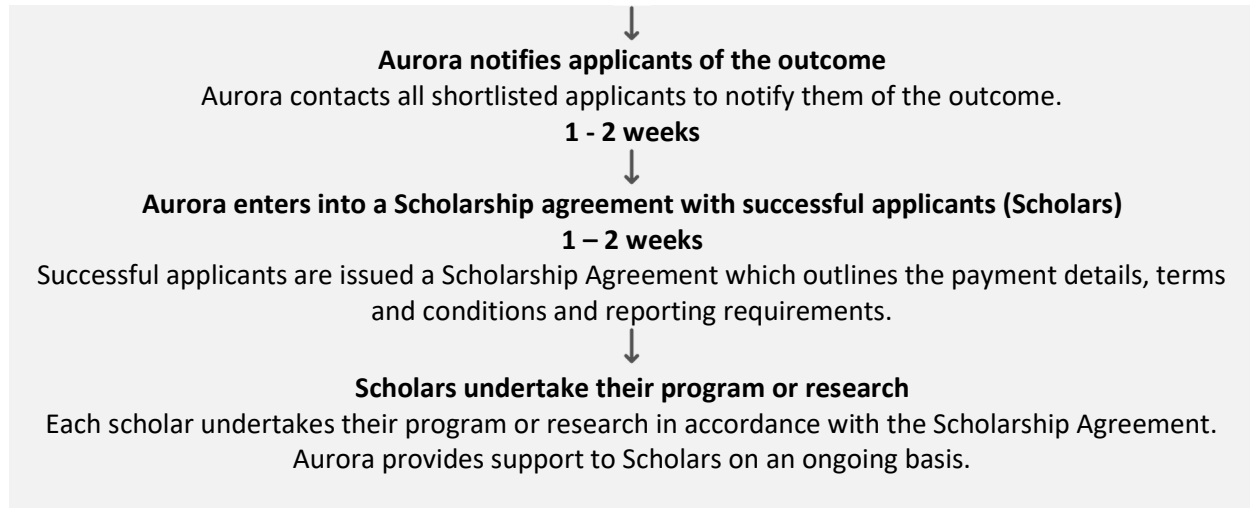 Aurora notifies applicants of the outcome
Aurora contacts all shortlisted applicants to notify them of the outcome.
1 - 2 weeks
Aurora enters into a Scholarship agreement with successful applicants (Scholars)
1 – 2 weeks
Successful applicants are issued a Scholarship Agreement which outlines the payment details, terms
and conditions and reporting requirements.
Scholars undertake their program or research
Each scholar undertakes their program or research in accordance with the Scholarship Agreement.
Aurora provides support to Scholars on an ongoing basis.